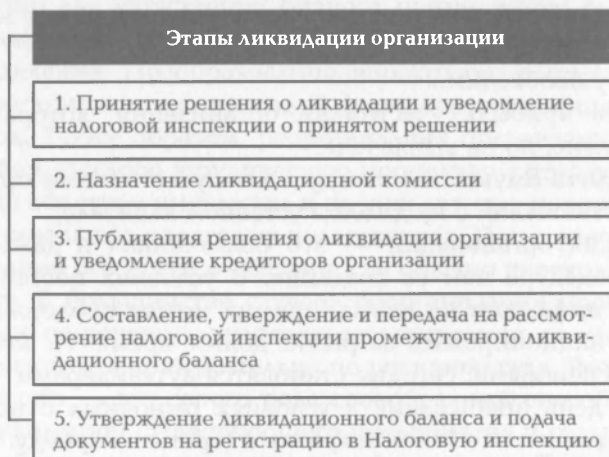 Этапы ликвидации организации
1. Принятие решения о ликвидации и уведомление
налоговой инспекции о принятом решении
2. Назначение ликвидационной комиссии
3. Публикация решения о ликвидации организации
и уведомление кредиторов организации
4. Составление, утверждение и передача на рассмот-
рение налоговой инспекции промежуточного ликви-
дационного баланса
5. Утверждение ликвидационного баланса и подача
документов на регистрацию в Налоговую инспекцию